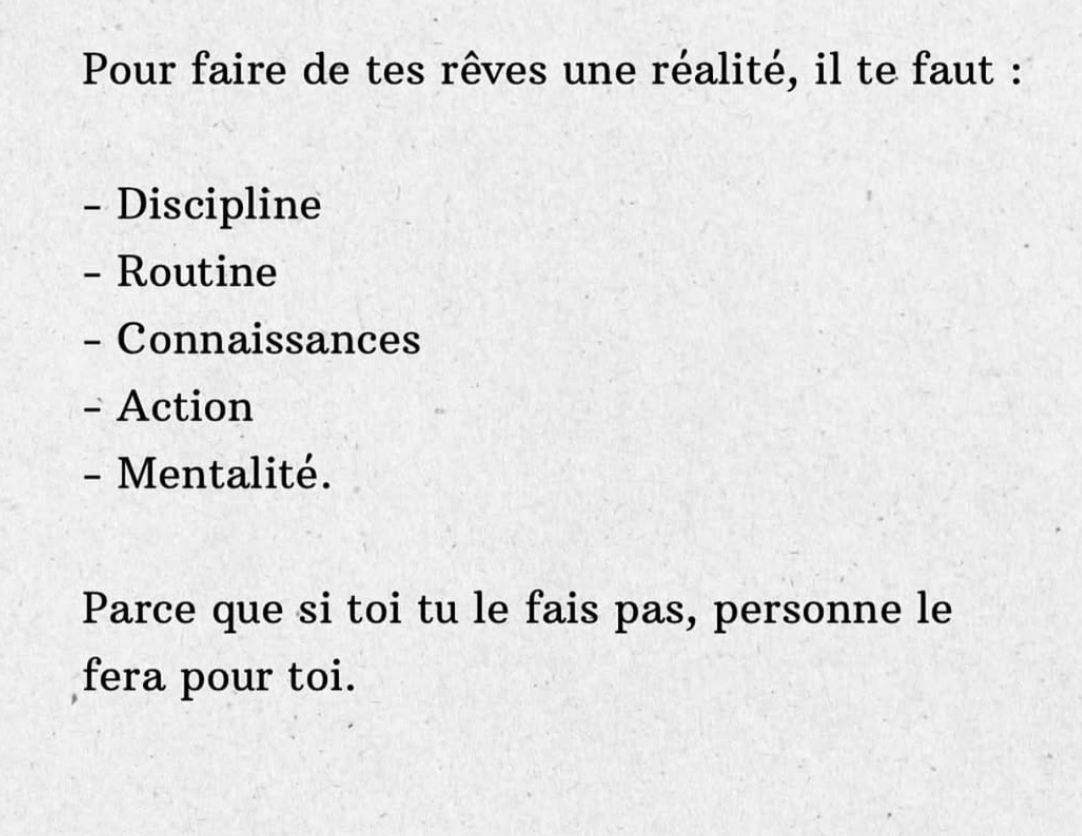 Pour faire de tes rêves une réalité, il te faut :
- Discipline
- Routine
- Connaissances
- Action
- Mentalité.
Parce que si toi tu le fais pas, personne le
fera pour toi.